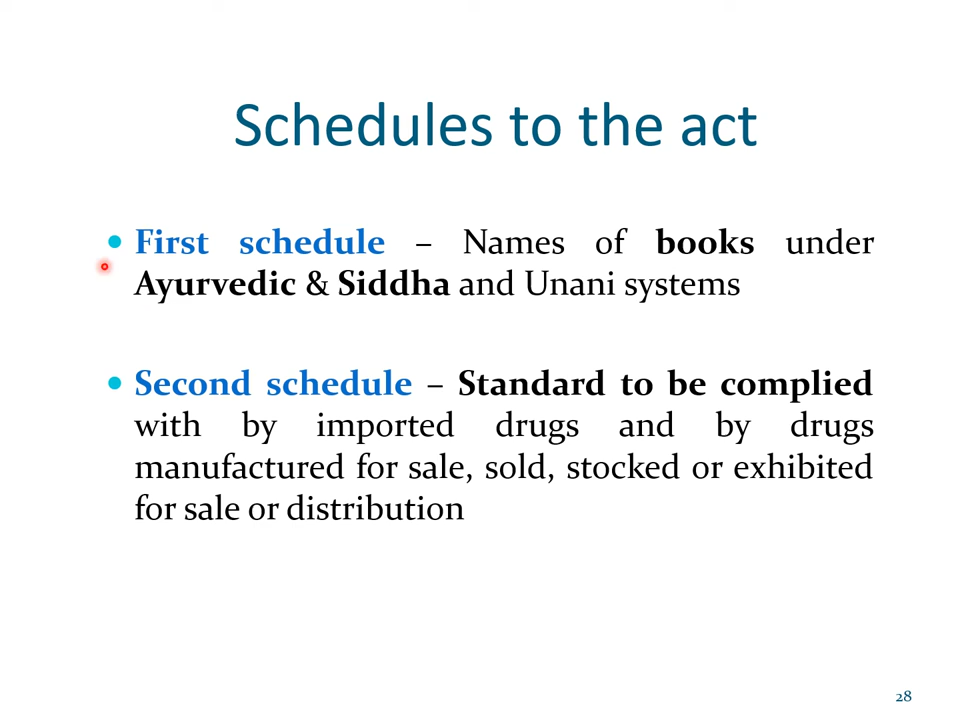 Schedules to the act
• First schedule – Names of books under
Ayurvedic & Siddha and Unani systems
• Second schedule – Standard to be complied
with by imported drugs and by drugs
manufactured for sale, sold, stocked or exhibited
for sale or distribution
28